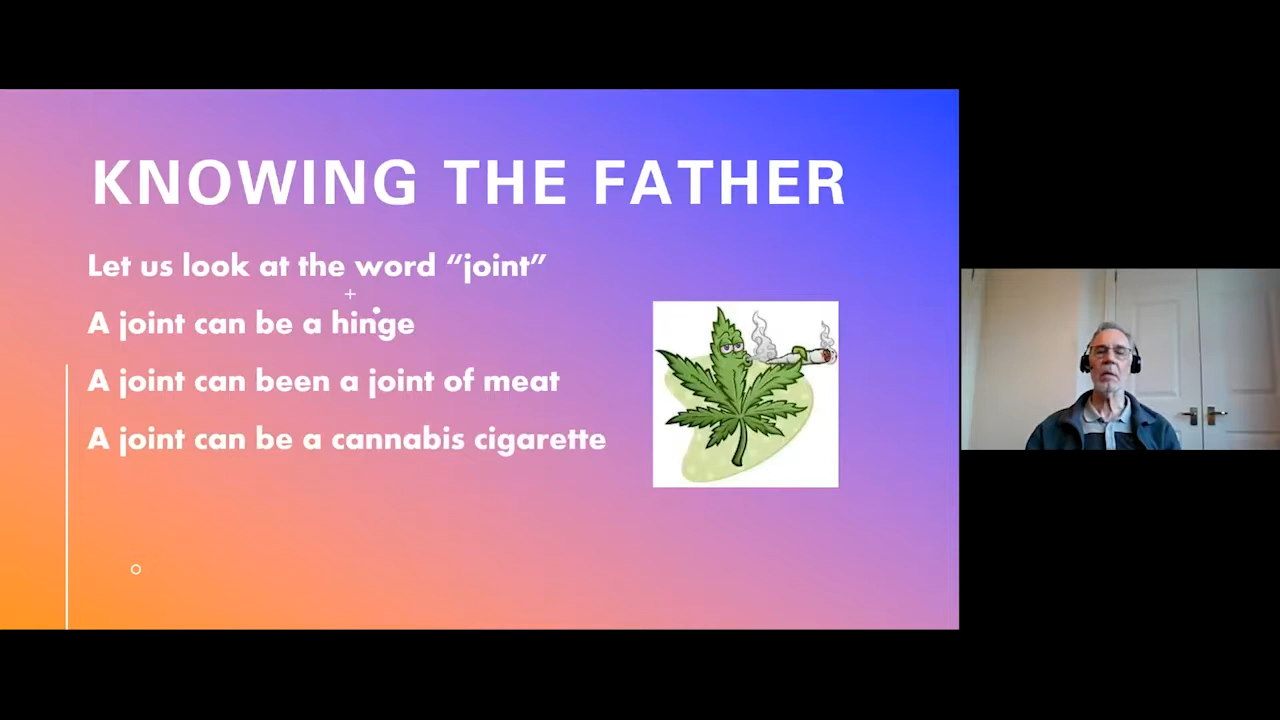 KNOWING THE FATHER
Let us look at the word “joint”
A joint can be a hinge
A joint can been a joint of meat
A joint can be a cannabis cigarette